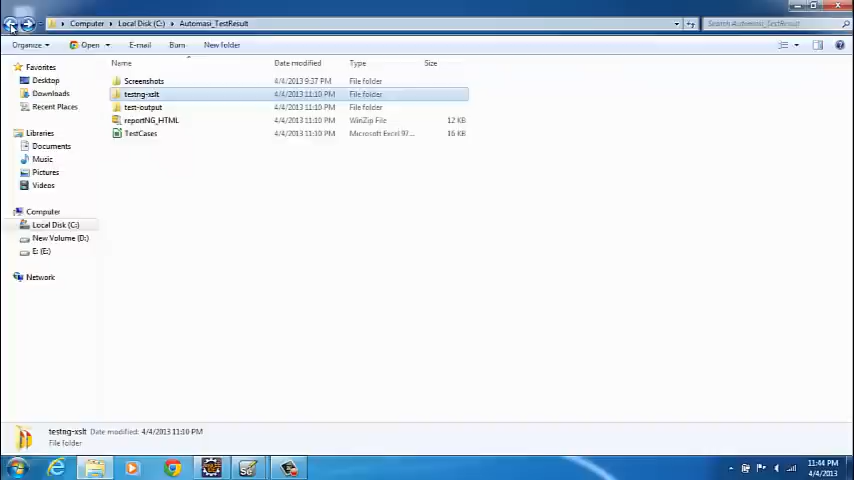 Computer Local Disk (C:) Automasi_TestResult Search Automasi_TestResult
Organize Open E-mail Burn New folder
Name Date modified Type Size
Favorites
Desktop
Downloads
Recent Places
Libraries
Documents
Music
Pictures
Videos
Computer
Local Disk (C:)
New Volume (D:)
E: (E:)
Network
Screenshots 4/4/2013 9:37 PM File folder
testng-xslt 4/4/2013 11:10 PM File folder
test-output 4/4/2013 11:10 PM File folder
reportNG_HTML 4/4/2013 11:10 PM WinZip File 12 KB
TestCases 4/4/2013 11:10 PM Microsoft Excel 97... 16 KB
testng-xslt Date modified: 4/4/2013 11:10 PM
File folder
Se
11:44 PM
4/4/2013